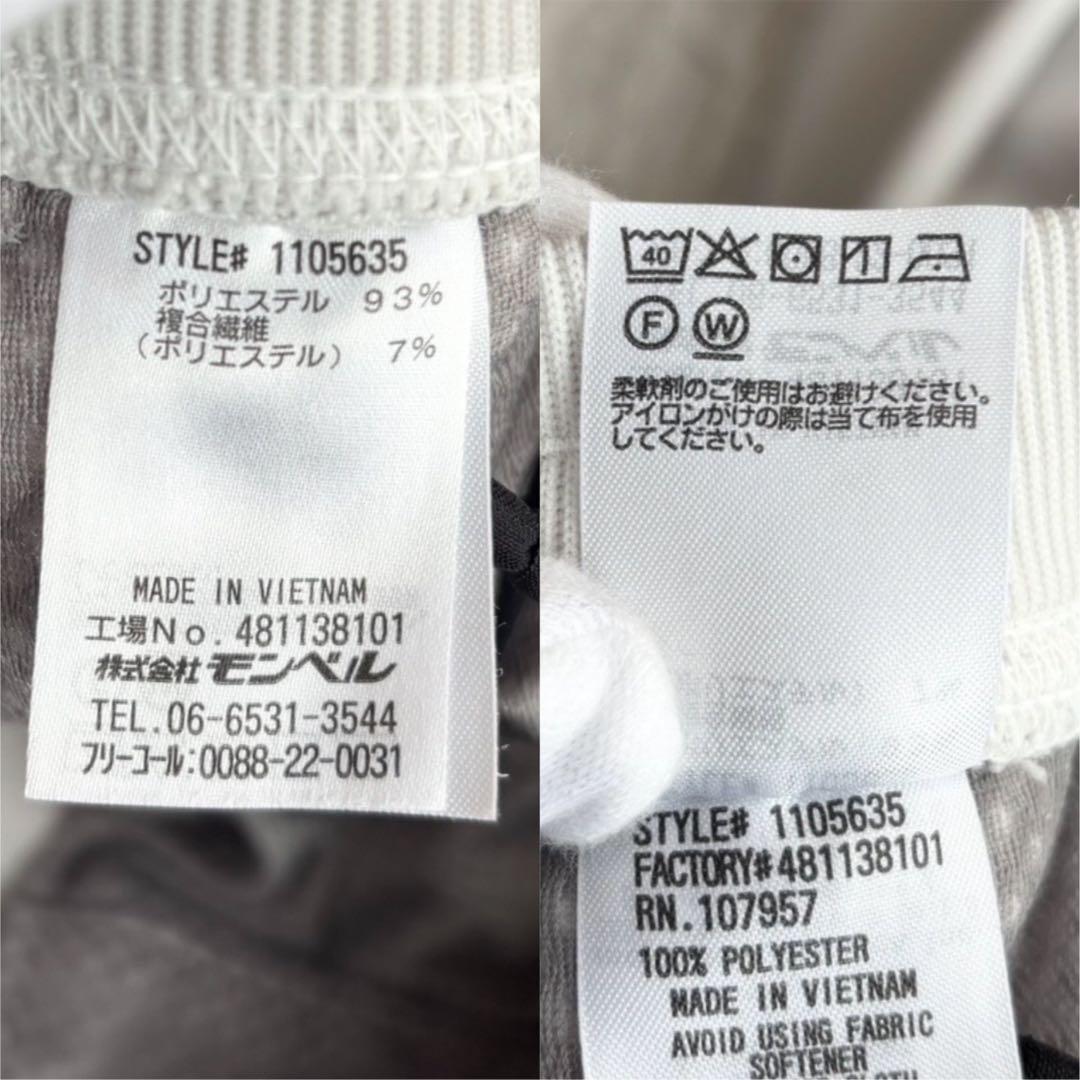 STYLE# 1105635
ポリエステル 93%
複合繊維
(ポリエステル) 7%
MADE IN VIETNAM
工場No. 481138101
株式会社 モンベル
TEL.06-6531-3544
フリーコール:0088-22-0031
40
F
W
柔軟剤のご使用はお避けください。
アイロンがけの際は当て布を使用
してください。
STYLE# 1105635
FACTORY#481138101
RN.107957
100% POLYESTER
MADE IN VIETNAM
AVOID USING FABRIC
SOFTENER